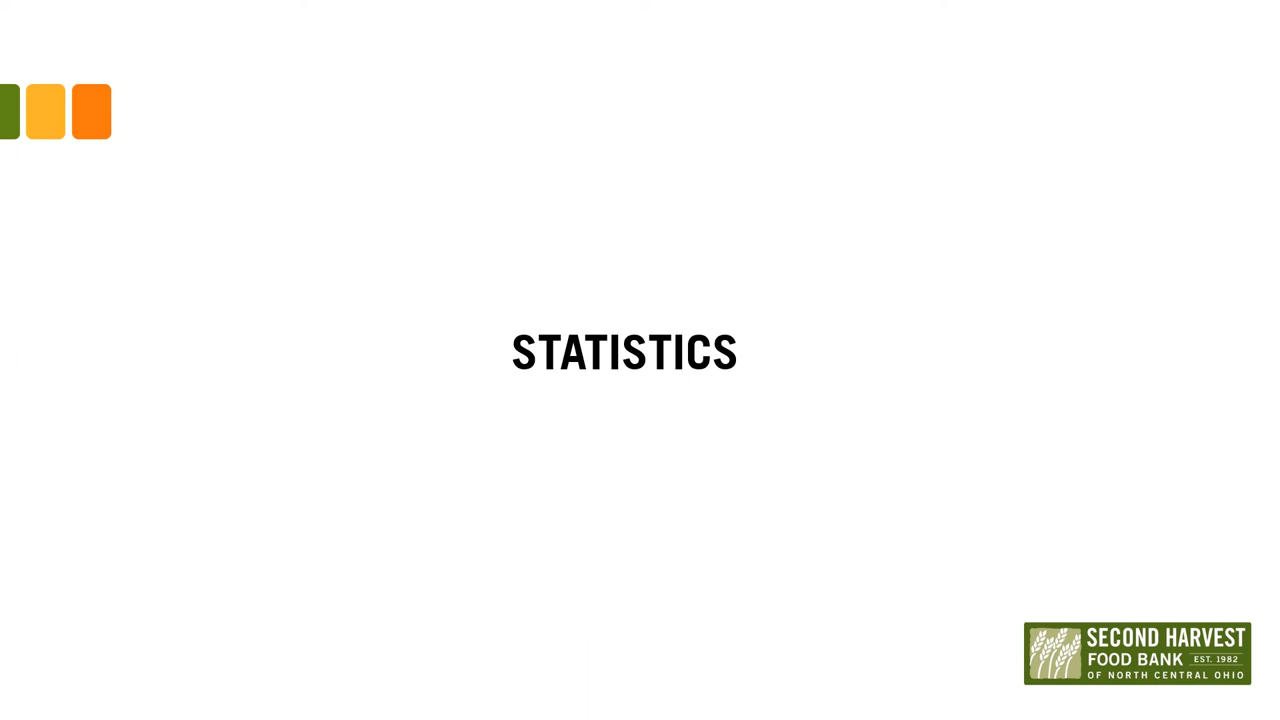 STATISTICS
SECOND HARVEST
FOOD BANK EST. 1982
OF NORTH CENTRAL OHIO